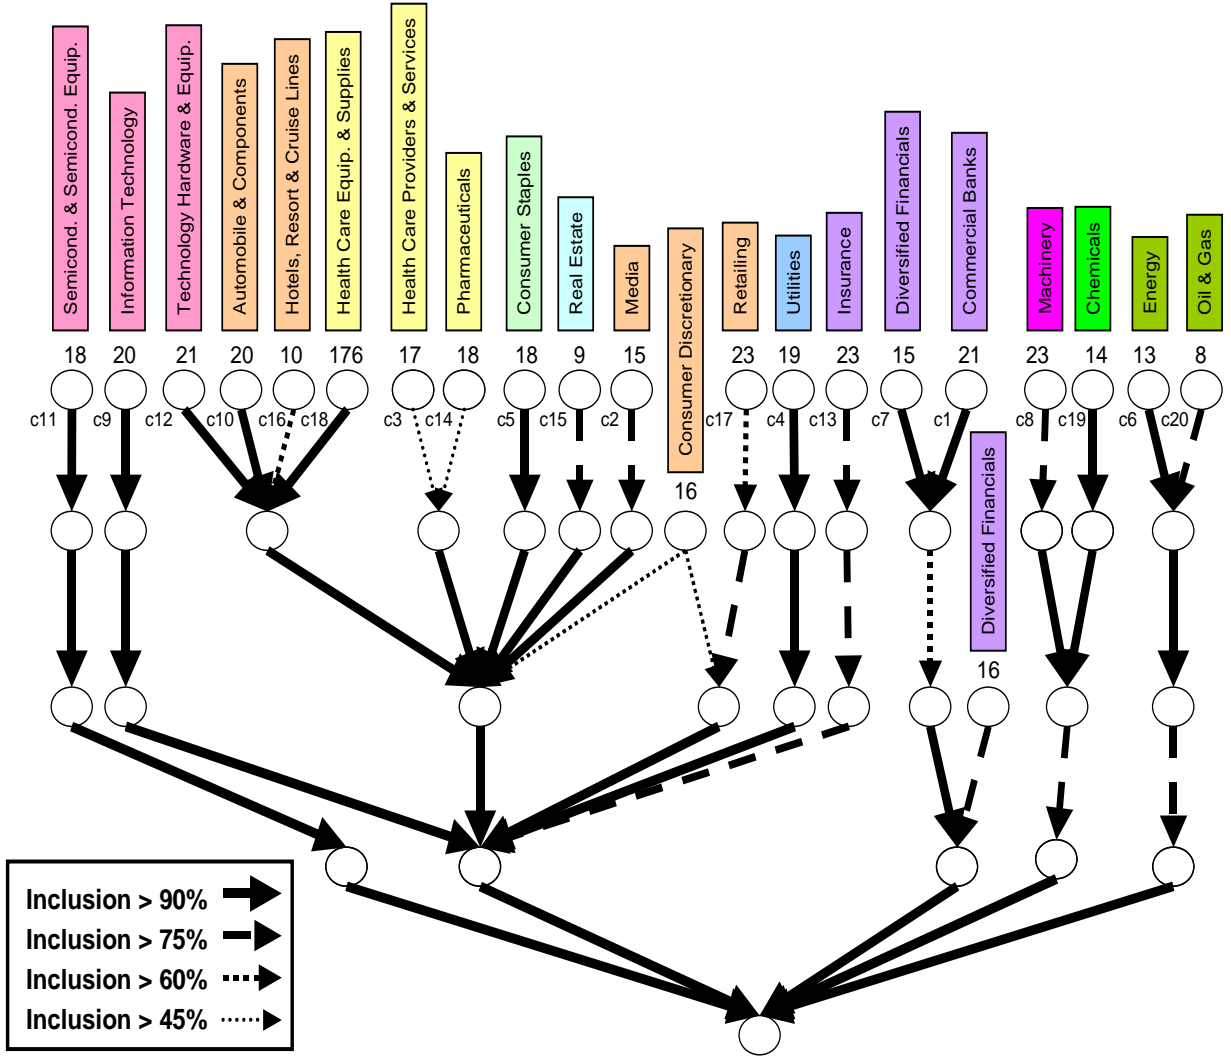 Semicond. & Semicond. Equip.
Information Technology
Technology Hardware & Equip.
Automobile & Components
Hotels, Resort & Cruise Lines
Health Care Equip. & Supplies
Health Care Providers & Services
Pharmaceuticals
Consumer Staples
Real Estate
Media
Consumer Discretionary
Retailing
Utilities
Insurance
Diversified Financials
Commercial Banks
Machinery
Chemicals
Energy
Oil & Gas
18 20 21 20 10 176 17 18 18 9 15 23 19 23 15 21 23 14 13 8
c11 c9 c12 c10 c16 c18 c3 c14 c5 c15 c2 c17 c4 c13 c7 c1 c8 c19 c6 c20
16
Diversified Financials
16
Inclusion > 90%
Inclusion > 75%
Inclusion > 60%
Inclusion > 45%